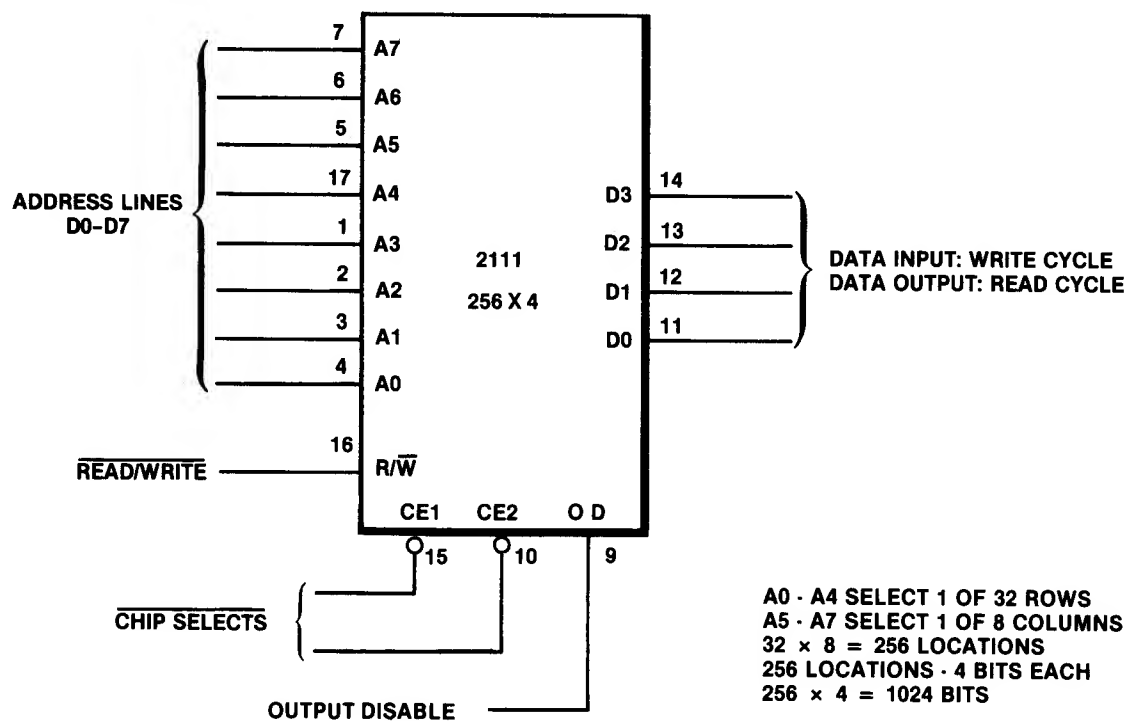 7
A7
6
A6
5
A5
17
A4
1
A3
2
A2
3
A1
4
A0
ADDRESS LINES
D0-D7
16
READ/WRITE
R/W
2111
256 X 4
D3
14
D2
13
D1
12
D0
11
DATA INPUT: WRITE CYCLE
DATA OUTPUT: READ CYCLE
CE1
CE2
O D
15
10
9
CHIP SELECTS
OUTPUT DISABLE
A0 - A4 SELECT 1 OF 32 ROWS
A5 - A7 SELECT 1 OF 8 COLUMNS
32 × 8 = 256 LOCATIONS
256 LOCATIONS - 4 BITS EACH
256 × 4 = 1024 BITS